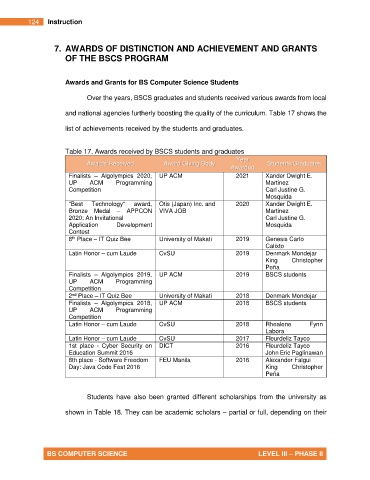 124 Instruction
7. AWARDS OF DISTINCTION AND ACHIEVEMENT AND GRANTS
OF THE BSCS PROGRAM
Awards and Grants for BS Computer Science Students
Over the years, BSCS graduates and students received various awards from local
and national agencies furtherly boosting the quality of the curriculum. Table 17 shows the
list of achievements received by the students and graduates.
Table 17. Awards received by BSCS students and graduates
Awards Received Award Giving Body Year Awarded Students/Graduates
Finalists – Algolympics 2020, UP ACM 2021 Xander Dwight E.
UP ACM Programming Martinez
Competition Carl Justine G.
Mosquida
"Best Technology" award, Otis (Japan) Inc. and 2020 Xander Dwight E.
Bronze Medal – APPCON VIVA JOB Martinez
2020: An Invitational Carl Justine G.
Application Development Mosquida
Contest
8th Place – IT Quiz Bee University of Makati 2019 Genesis Carlo
Calixto
Latin Honor – cum Laude CvSU 2019 Denmark Mondejar
King Christopher
Peña
Finalists – Algolympics 2019, UP ACM 2019 BSCS students
UP ACM Programming
Competition
2nd Place – IT Quiz Bee University of Makati 2018 Denmark Mondejar
Finalists – Algolympics 2018, UP ACM 2018 BSCS students
UP ACM Programming
Competition
Latin Honor – cum Laude CvSU 2018 Fynn
Labora
Latin Honor – cum Laude CvSU 2017 Fleurdeliz Tayco
1st place - Cyber Security on DICT 2016 Fleurdeliz Tayco
Education Summit 2016 John Eric Paglinawan
8th place - Software Freedom FEU Manila 2016 Alexander Falgui
Day: Java Code Fest 2016 King Christopher
Peña
Students have also been granted different scholarships from the university as
shown in Table 18. They can be academic scholars – partial or full, depending on their
BS COMPUTER SCIENCE LEVEL III – PHASE II